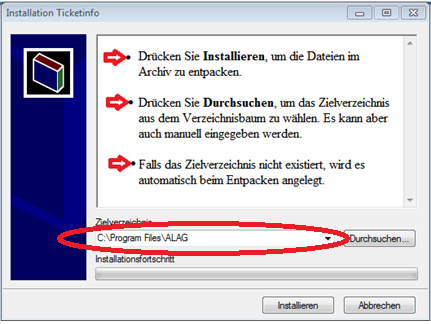 Installation Ticketinfo
Drücken Sie Installieren, um die Dateien im
Archiv zu entpacken.
Drücken Sie Durchsuchen, um das Zielverzeichnis
aus dem Verzeichnisbaum zu wählen. Es kann aber
auch manuell eingegeben werden.
Falls das Zielverzeichnis nicht existiert, wird es
automatisch beim Entpacken angelegt.
Zielverzeichnis
C:\Program Files\ALAG
Durchsuchen...
Installationsfortschritt
Installieren
Abbrechen